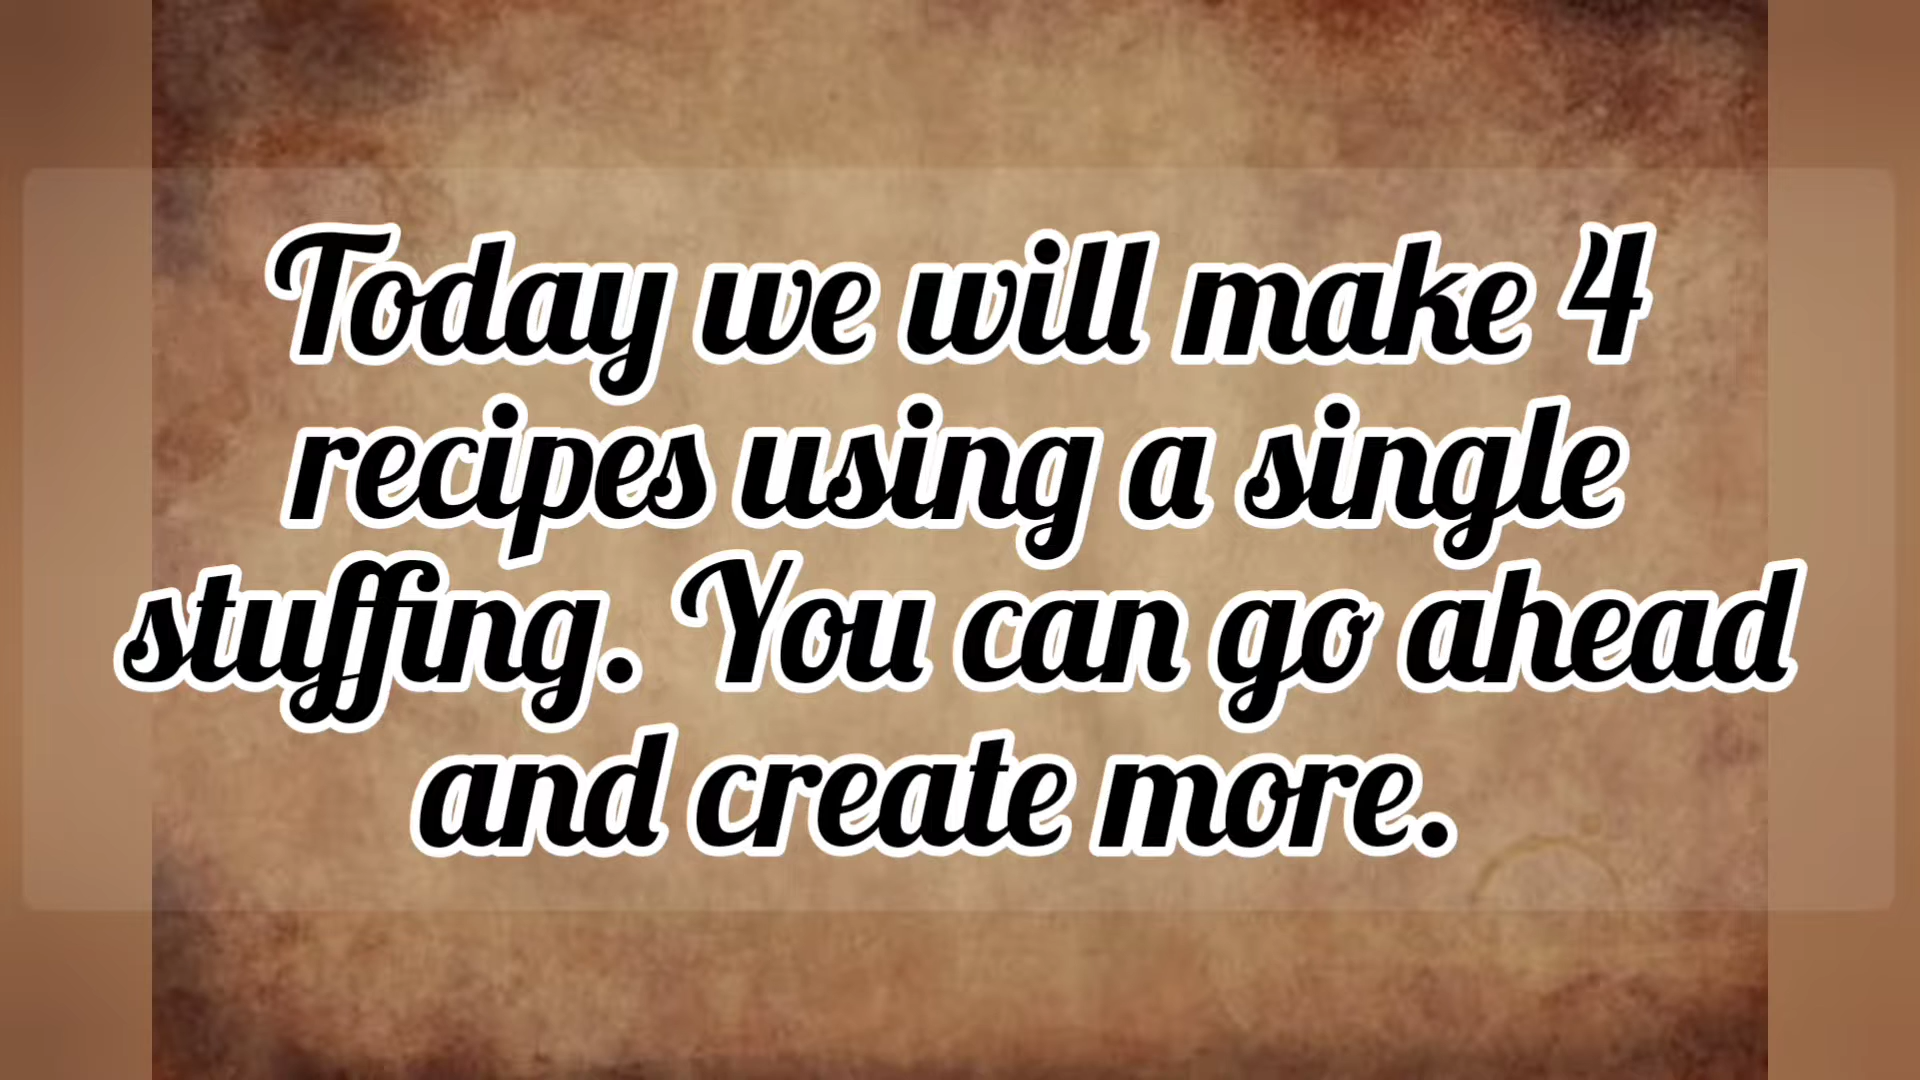 Today we will make 4
recipes using a single
stuffing. You can go ahead
and create more.